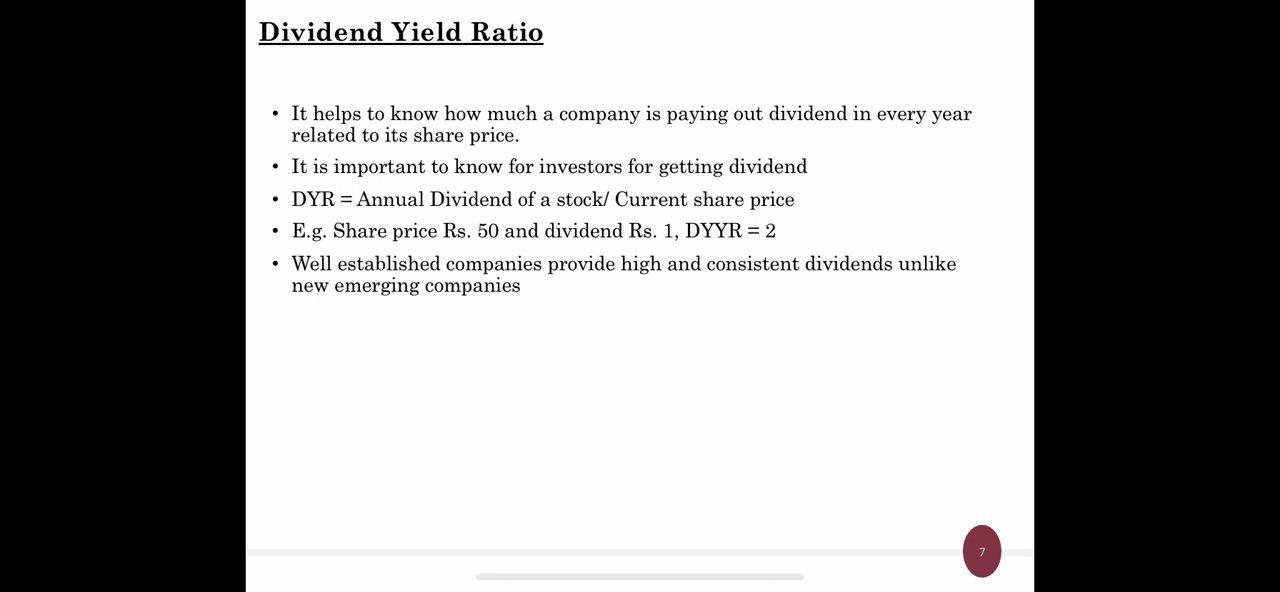 Dividend Yield Ratio
• It helps to know how much a company is paying out dividend in every year
related to its share price.
• It is important to know for investors for getting dividend
• DYR = Annual Dividend of a stock/ Current share price
• E.g. Share price Rs. 50 and dividend Rs. 1, DYYR = 2
• Well established companies provide high and consistent dividends unlike
new emerging companies
7